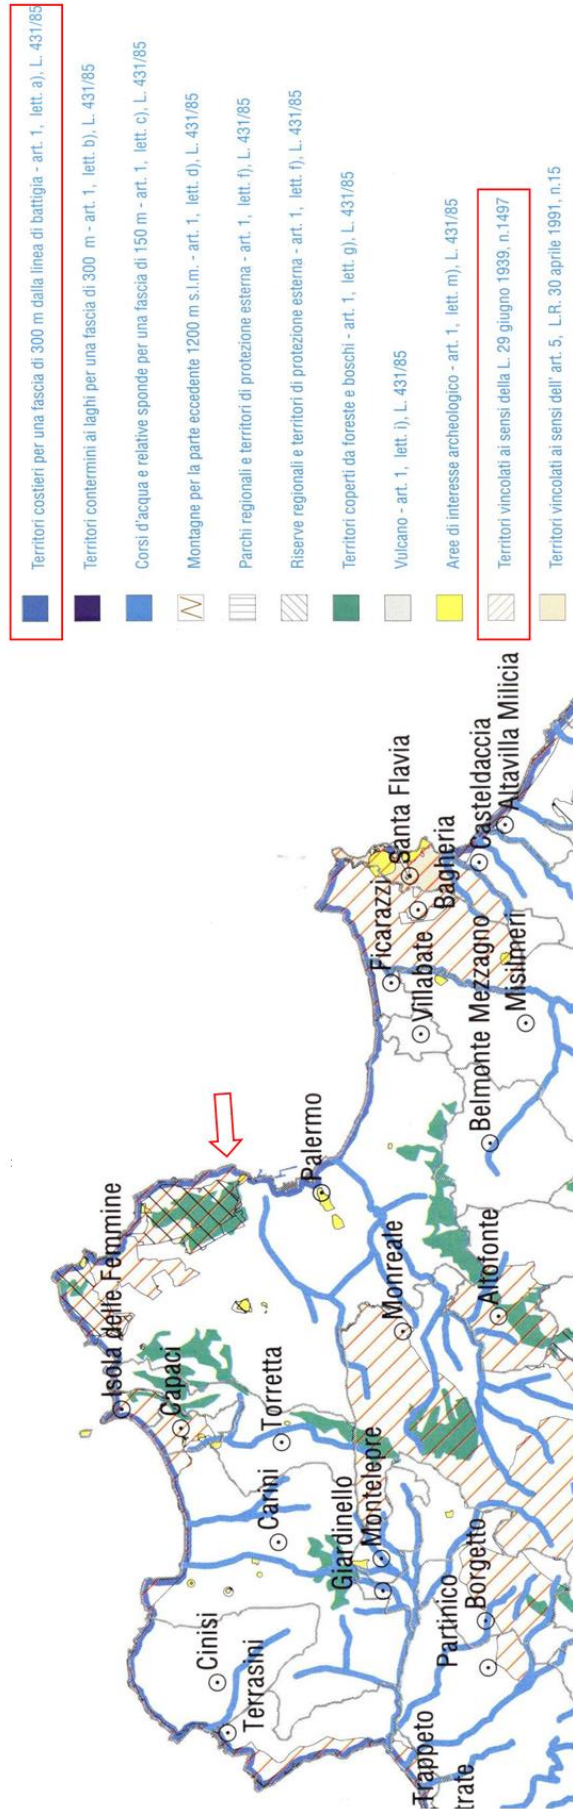 Territori costieri per una fascia di 300 m dalla linea di battigia - art. 1, lett. a), L. 431/85
Territori contermini ai laghi per una fascia di 300 m - art. 1, lett. b), L. 431/85
Corsi d'acqua e relative sponde per una fascia di 150 m - art. 1, lett. c), L. 431/85
Montagne per la parte eccedente 1200 m s.l.m. - art. 1, lett. d), L. 431/85
Parchi regionali e territori di protezione esterna - art. 1, lett. f), L. 431/85
Riserve regionali e territori di protezione esterna - art. 1, lett. f), L. 431/85
Territori coperti da foreste e boschi - art. 1, lett. g), L. 431/85
Vulcano - art. 1, lett. i), L. 431/85
Aree di interesse archeologico - art. 1, lett. m), L. 431/85
Territori vincolati ai sensi della L. 29 giugno 1939, n.1497
Territori vincolati ai sensi dell' art. 5, L.R. 30 aprile 1991, n.15
Isola delle Femmine
Capaci
Torretta
Carini
Cinisi
Terrasini
Giardinello
Montelepre
Partinico
Borgetto
Trappeto
trate
Palermo
Monreale
Altofonte
Ficarazzi
Villabate
Santa Flavia
Bagheria
Belmonte Mezzagno
Misilmeri
Casteldaccia
Altavilla Milicia